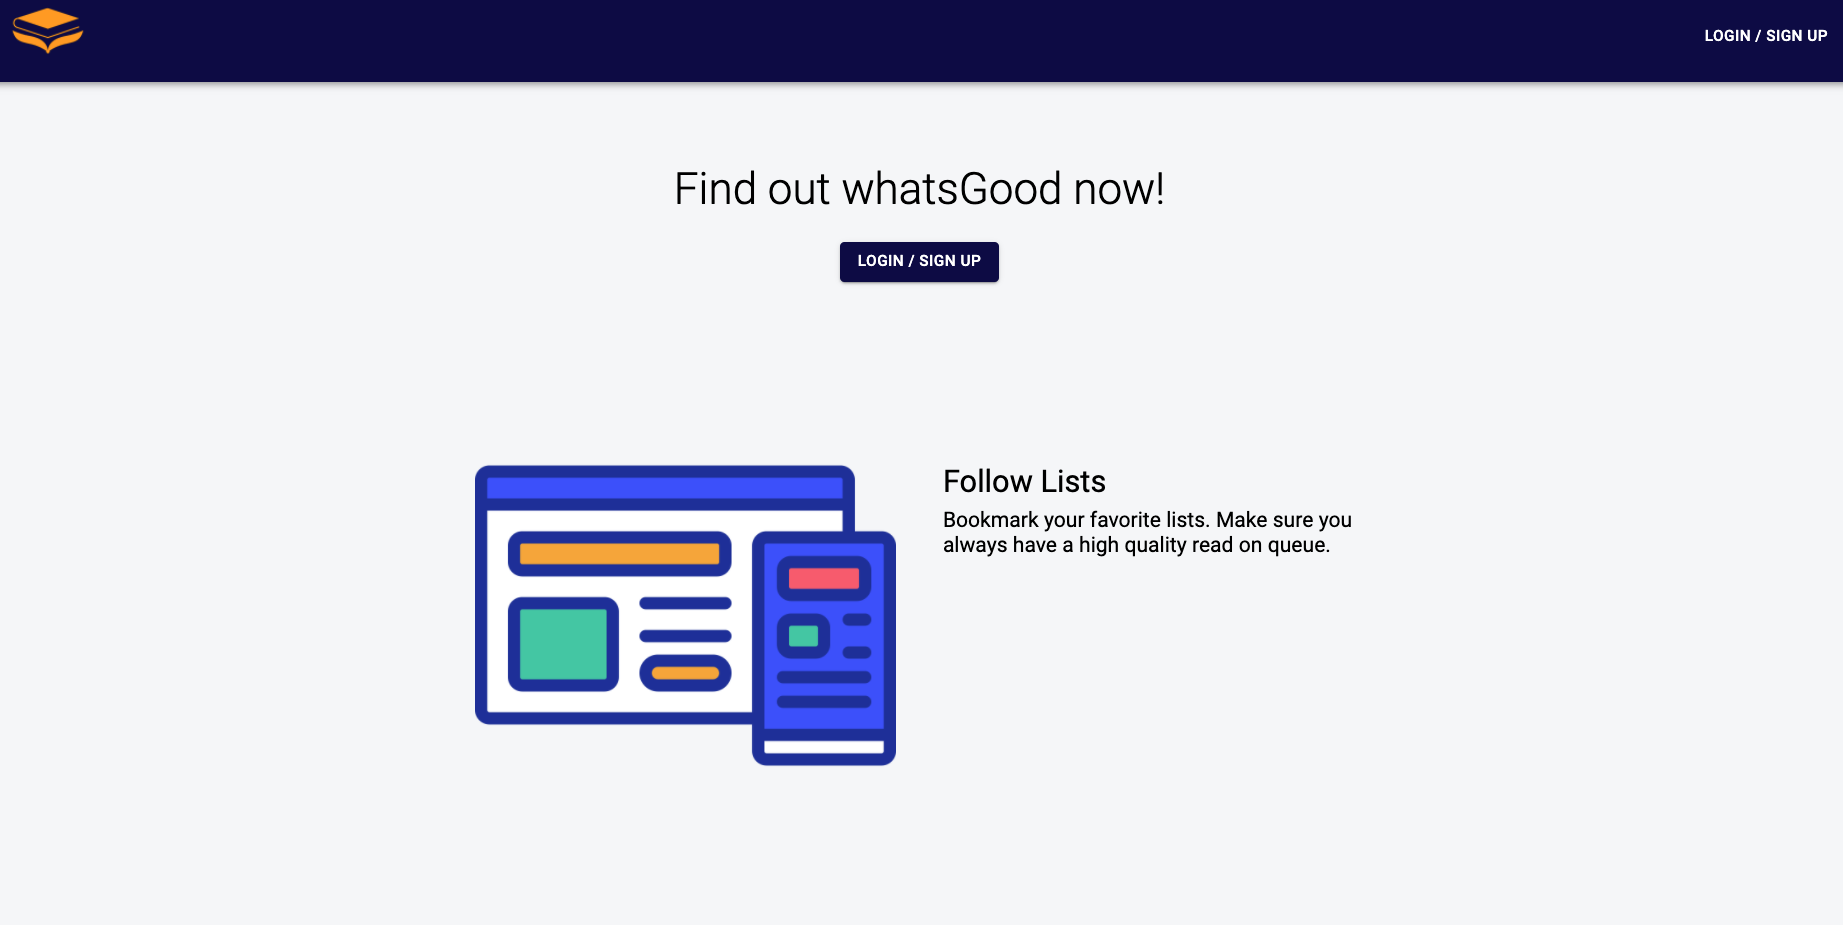 LOGIN / SIGN UP
Find out whatsGood now!
LOGIN / SIGN UP
Follow Lists
Bookmark your favorite lists. Make sure you
always have a high quality read on queue.